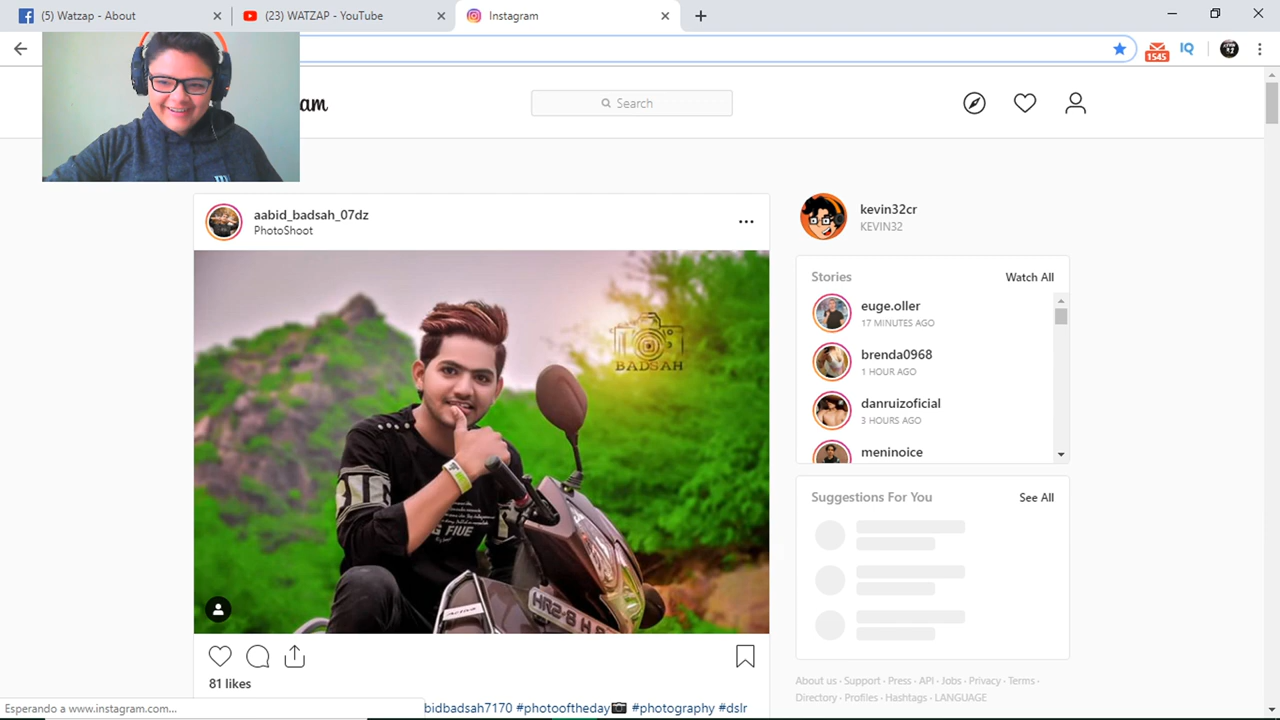 (5) Watzap - About
(23) WATZAP - YouTube
Instagram
1545
IQ
am
Search
aabid_badsah_07dz
PhotoShoot
BADSAH
FIVE
ACTIVA
81 likes
bidbadsah7170 #photooftheday📷 #photography #dslr
kevin32cr
KEVIN32
Stories
Watch All
euge.oller
17 MINUTES AGO
brenda0968
1 HOUR AGO
danruizoficial
3 HOURS AGO
meninoice
Suggestions For You
See All
About us · Support · Press · API · Jobs · Privacy · Terms ·
Directory · Profiles · Hashtags · LANGUAGE
Esperando a www.instagram.com...